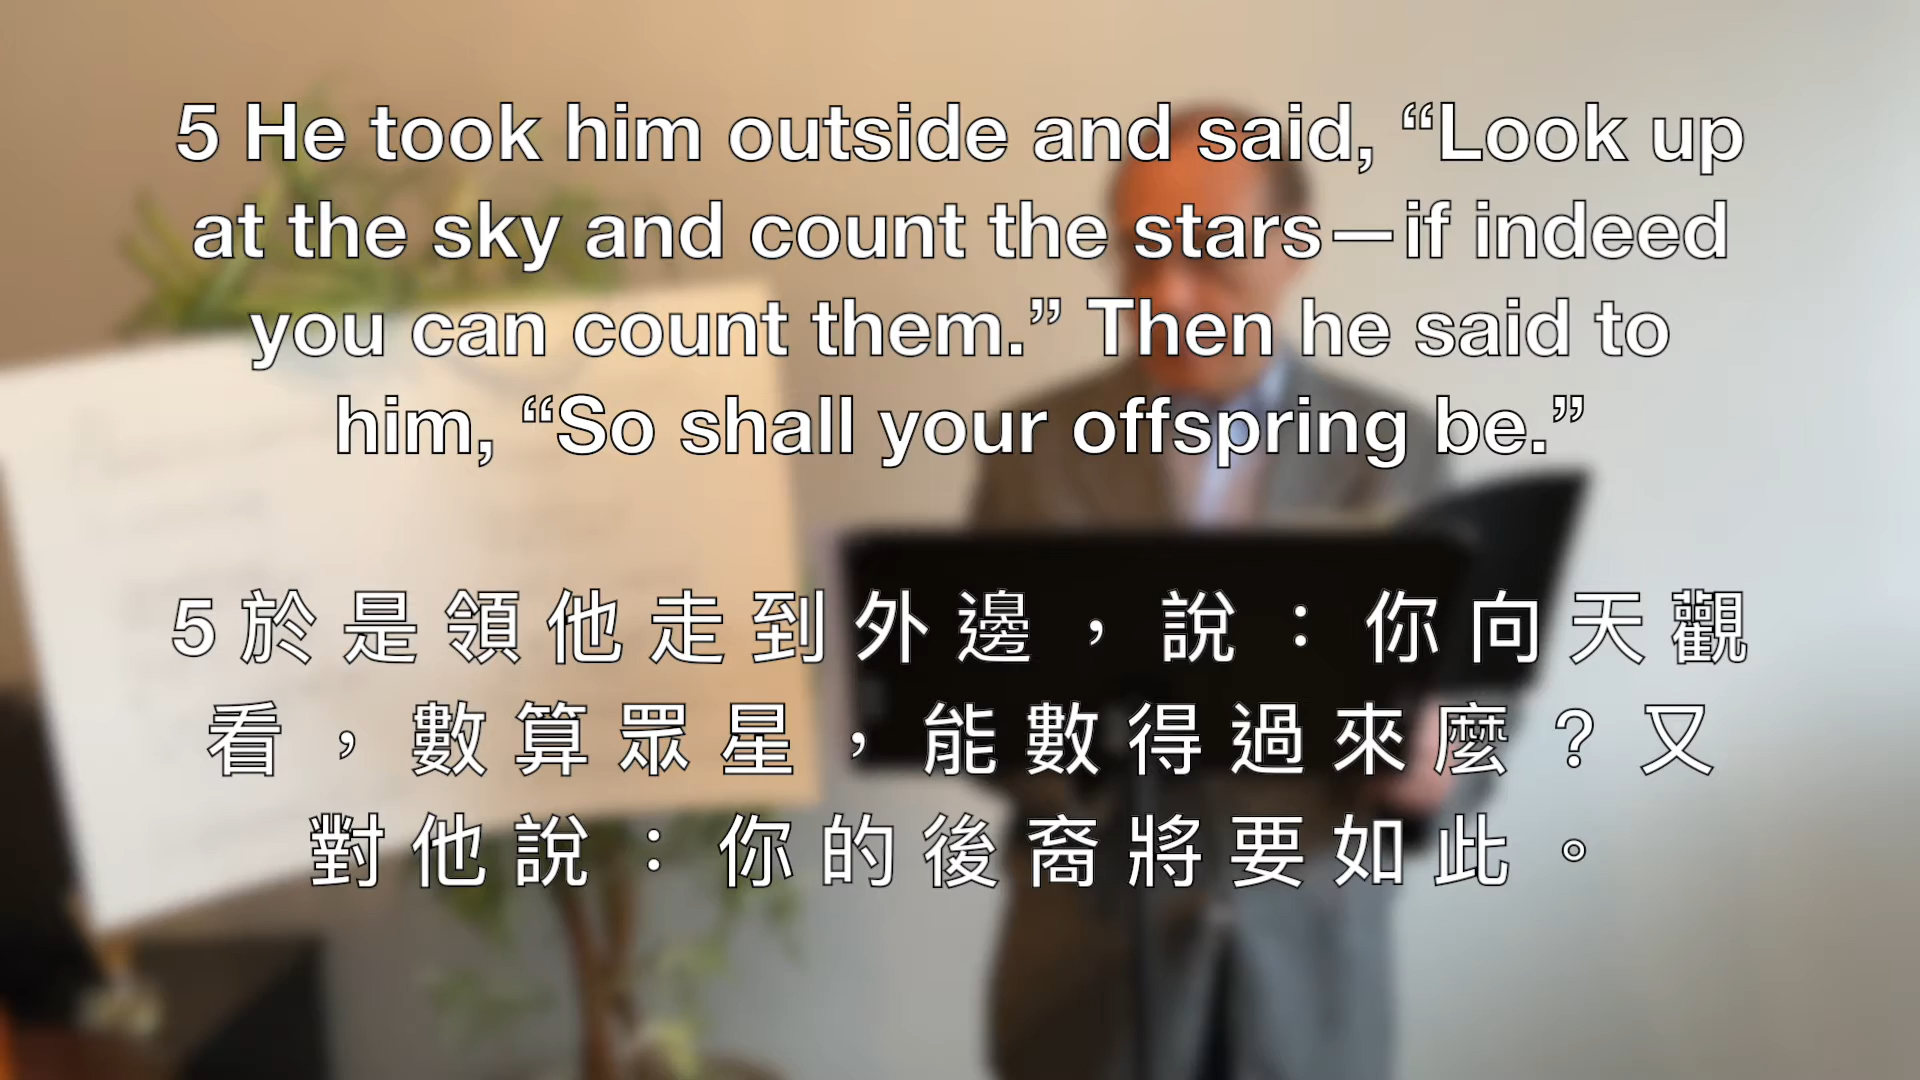 5 He took him outside and said, “Look up
at the sky and count the stars—if indeed
you can count them.” Then he said to
him, “So shall your offspring be.”
5 於 是 領 他 走 到 外 邊 ， 說 ： 你 向 天 觀
看 ， 數 算 眾 星 ， 能 數 得 過 來 麼 ？ 又
對 他 說 ： 你 的 後 裔 將 要 如 此 。